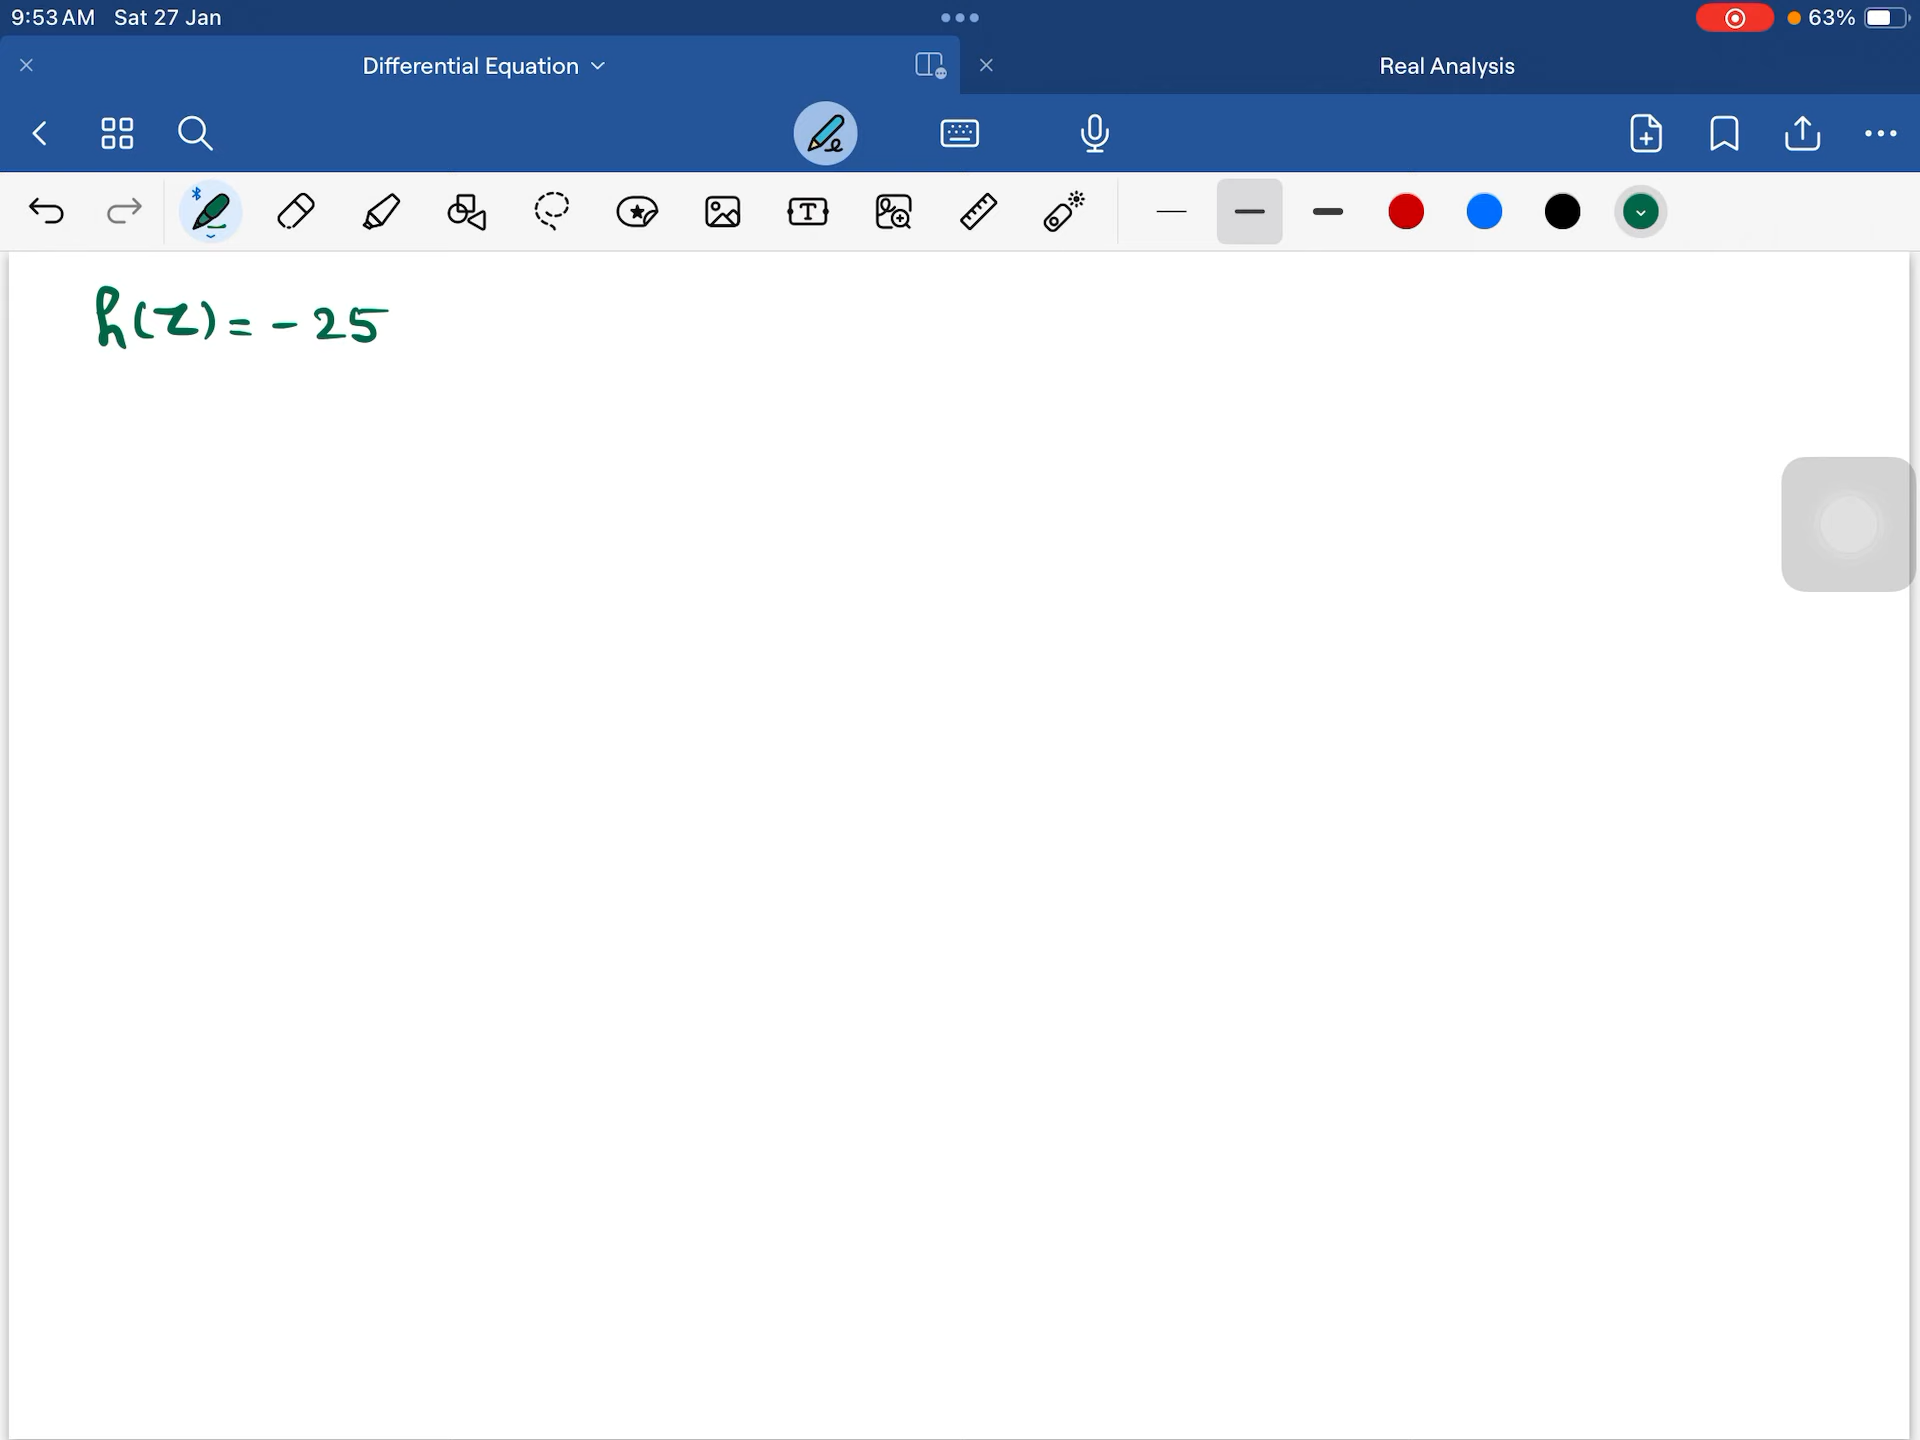 9:53 AM Sat 27 Jan
63%
Differential Equation
Real Analysis
h(z) = - 25